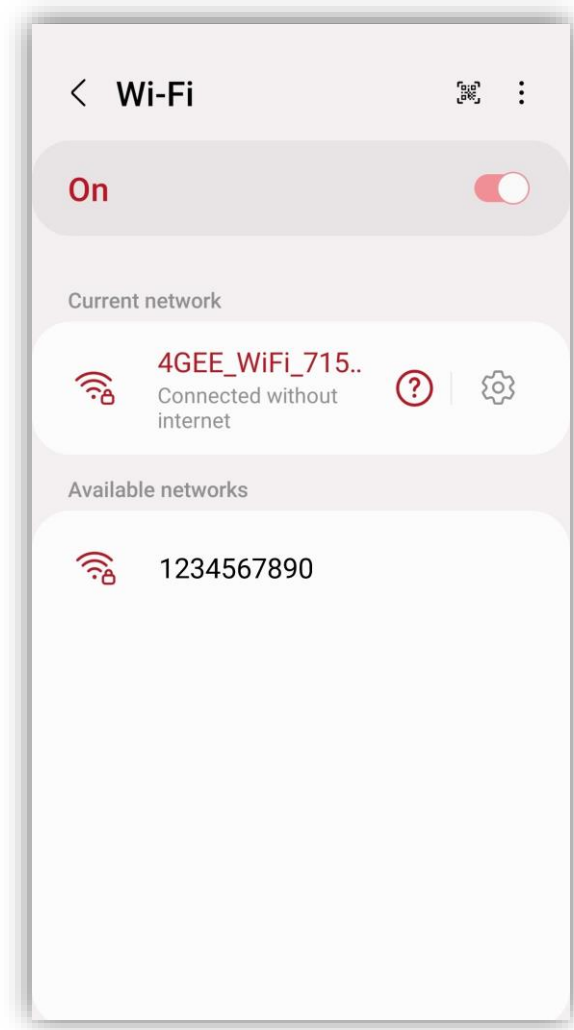 Wi-Fi
On
Current network
4GEE_WiFi_715..
Connected without
internet
?
Available networks
1234567890